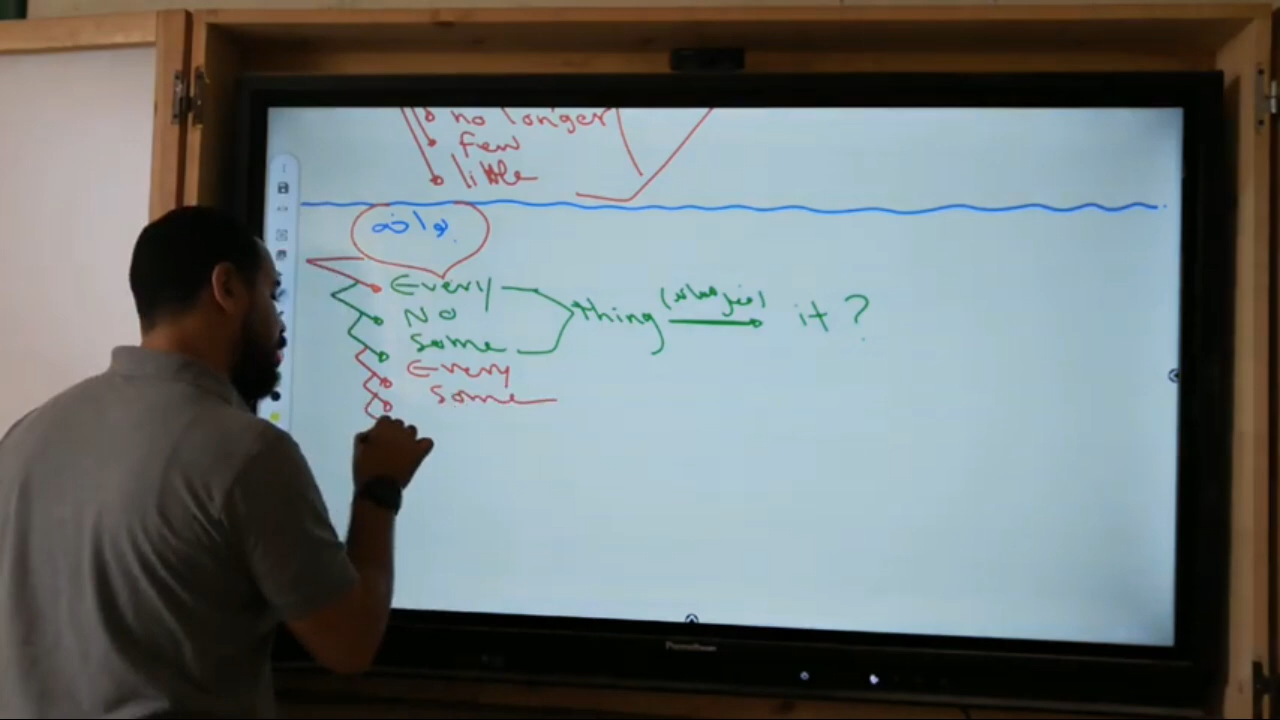 no longer
few
little
Every
No
Some
thing
it ?
Every
Some